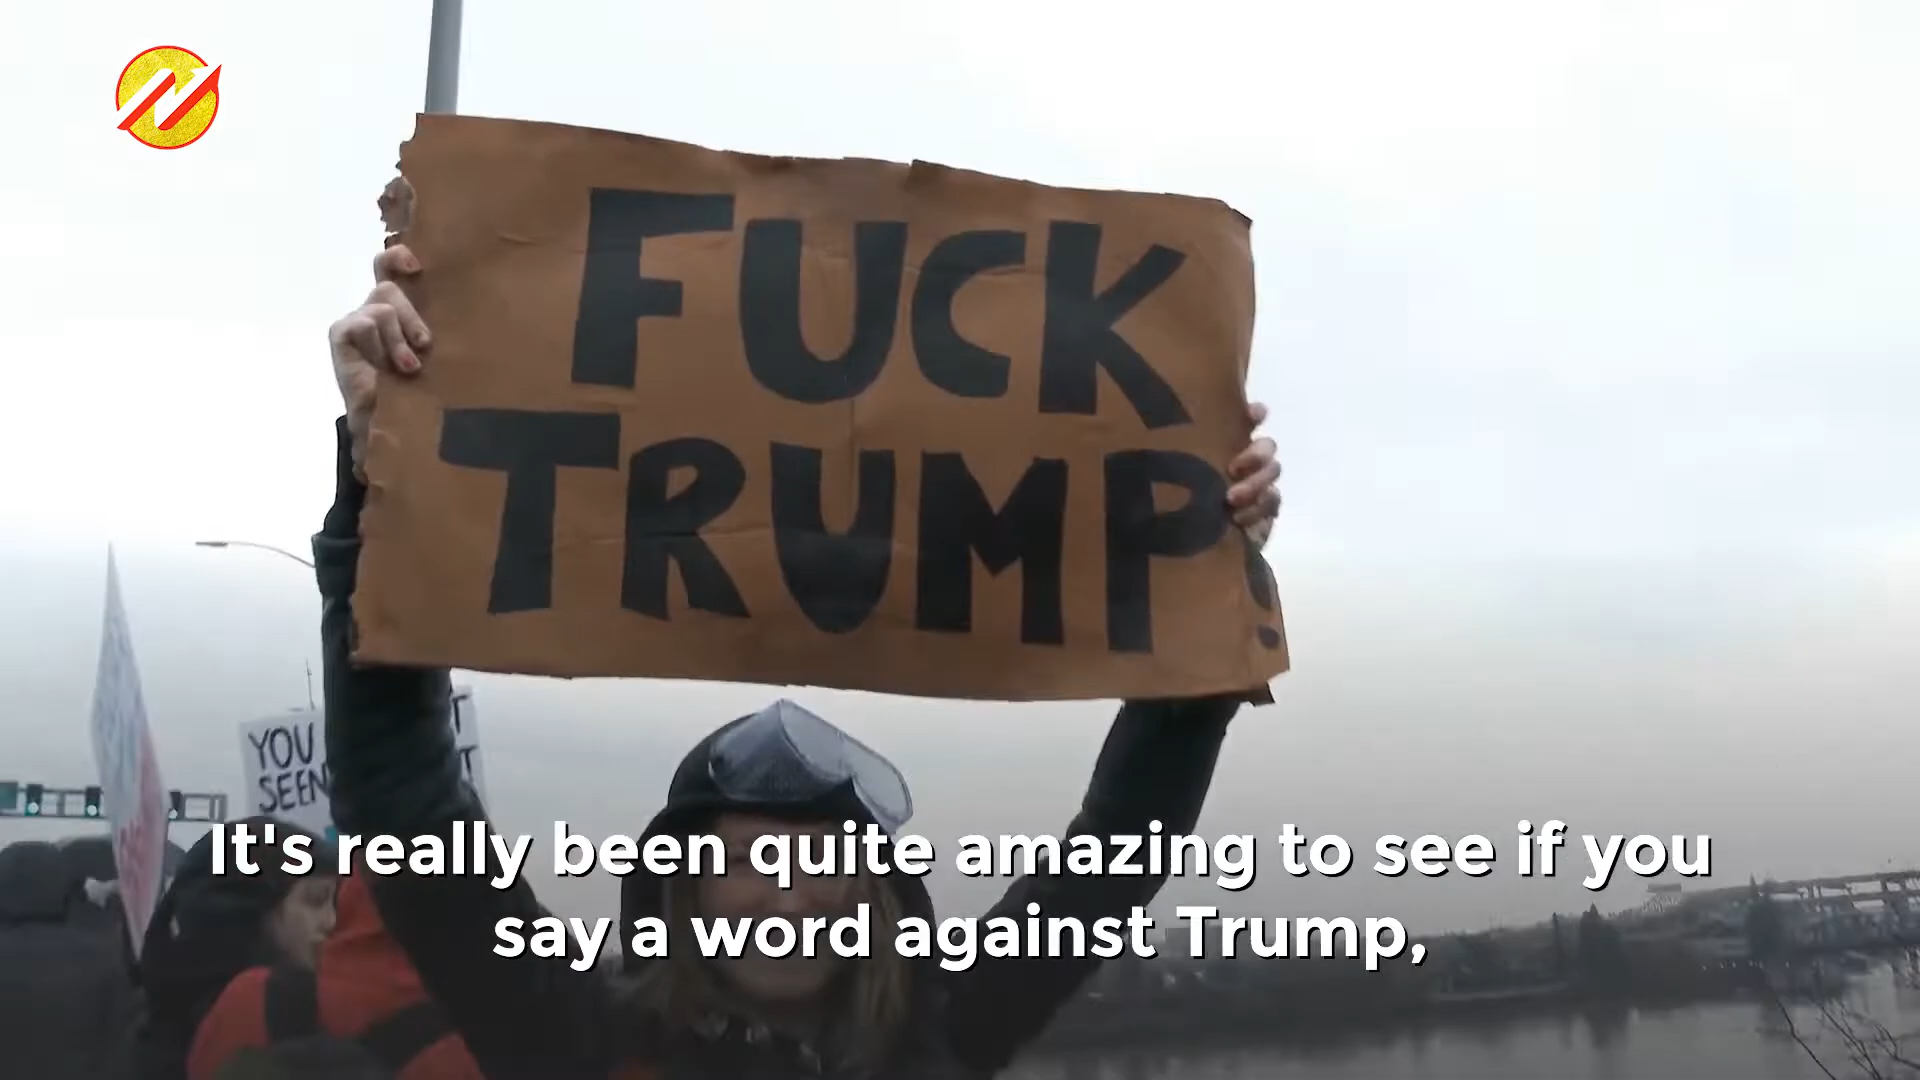 FUCK
TRUMP!
YOU
SEEN
T
T
It's really been quite amazing to see if you
say a word against Trump,